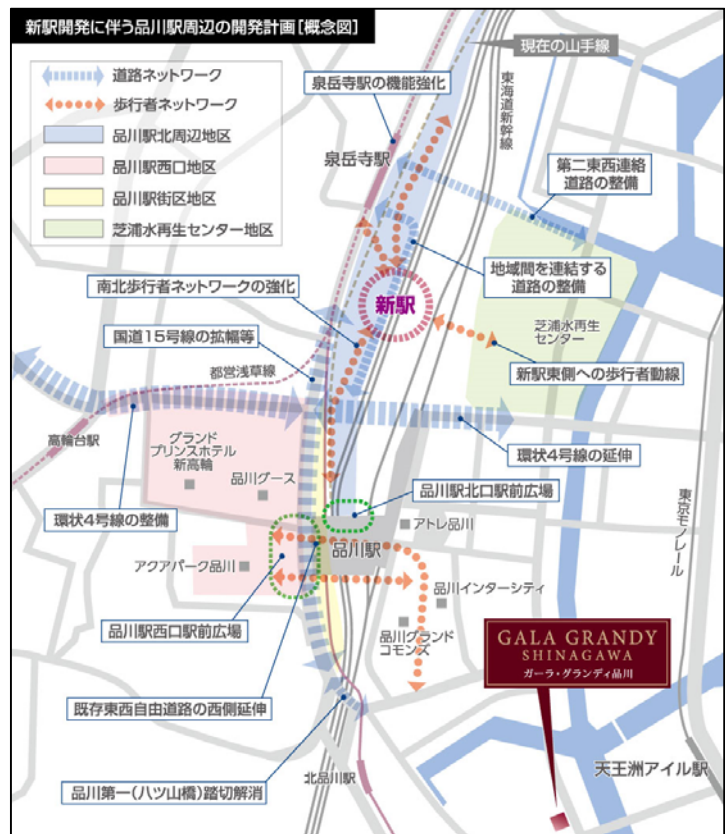 新駅開発に伴う品川駅周辺の開発計画[概念図]
現在の山手線
道路ネットワーク
歩行者ネットワーク
品川駅北周辺地区
品川駅西口地区
品川駅街区地区
芝浦水再生センター地区
泉岳寺駅の機能強化
泉岳寺駅
東海道新幹線
第二東西連絡
道路の整備
地域間を連結する
道路の整備
南北歩行者ネットワークの強化
新駅
国道15号線の拡幅等
芝浦水再生
センター
都営浅草線
新駅東側への歩行者動線
高輪台駅
グランド
プリンスホテル
新高輪
品川グース
環状4号線の延伸
環状4号線の整備
品川駅北口駅前広場
アトレ品川
東京モノレール
品川駅
アクアパーク品川
品川インターシティ
品川駅西口駅前広場
品川グランド
コモンズ
GALA GRANDY
SHINAGAWA
ガーラ・グランディ品川
既存東西自由道路の西側延伸
北品川駅
天王洲アイル駅
品川第一(八ツ山橋)踏切解消